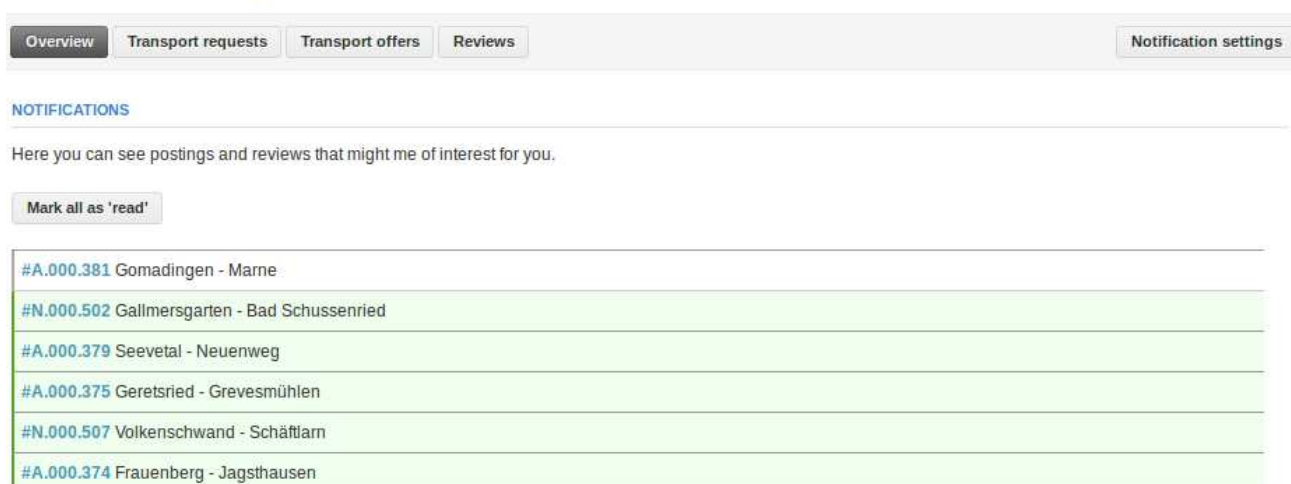 Overview Transport requests Transport offers Reviews Notification settings
NOTIFICATIONS
Here you can see postings and reviews that might me of interest for you.
Mark all as 'read'
#A.000.381 Gomadingen - Marne
#N.000.502 Gallmersgarten - Bad Schussenried
#A.000.379 Seevetal - Neuenweg
#A.000.375 Geretsried - Grevesmühlen
#N.000.507 Volkenschwand - Schäftlarn
#A.000.374 Frauenberg - Jagsthausen